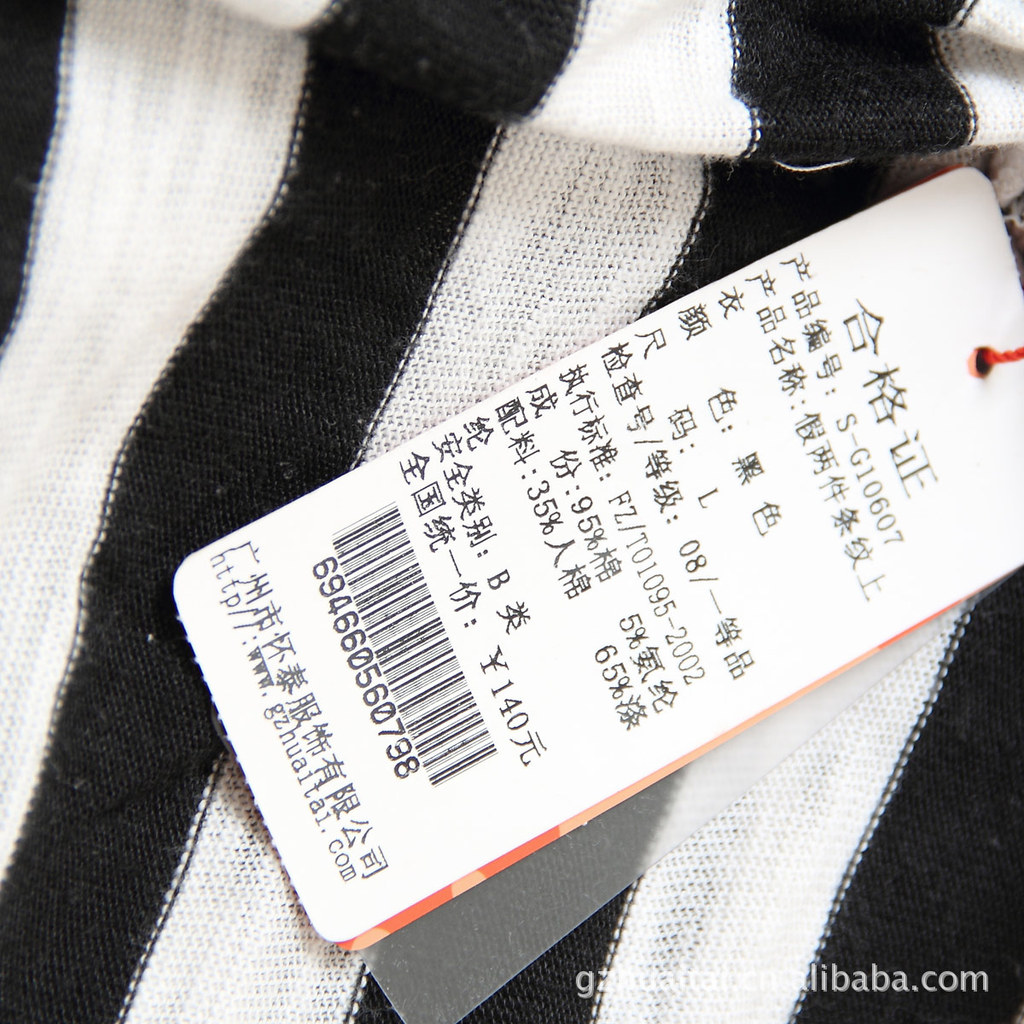 合格证
产品编号: S-G10607
产品名称:假两件条纹上
衣
颜 色: 黑 色
尺 码: L
检查号/等级: 08/一等品
执行标准: FZ/T01095-2002
成 份:95%棉 5%氨纶
配料:35%人棉 65%涤
纶
安全类别: B 类
全国统一价: ￥140元
6946605560798
广州市怀泰服饰有限公司
http//:www.gzhuaitai.com
gzhuaitai.cn.alibaba.com